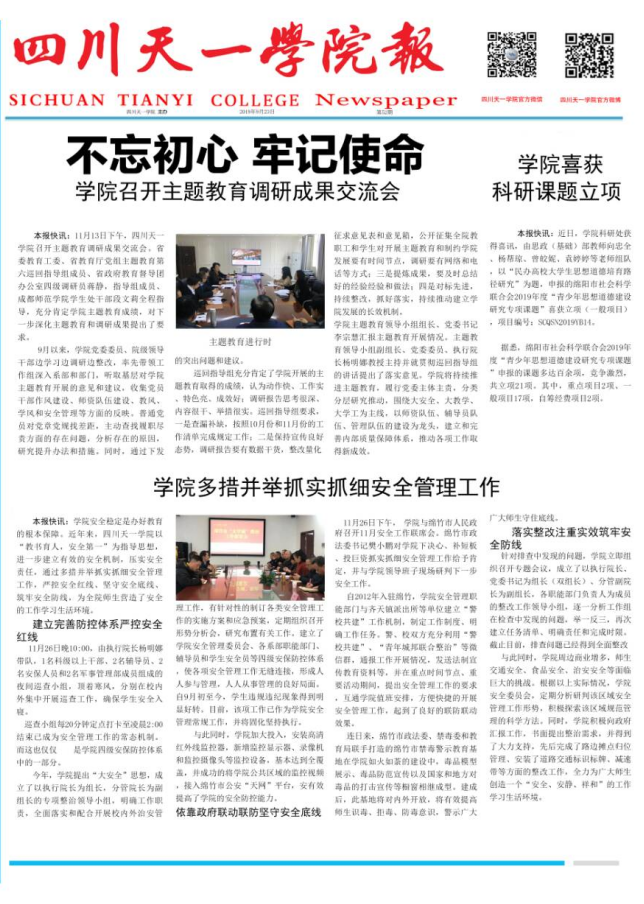 四川天一學院報
SICHUAN TIANYI COLLEGE Newspaper
四川天一学院官方微信
四川天一学院官方微博
四川天一学院 主办
2019年9月22日
不忘初心 牢记使命
学院召开主题教育调研成果交流会
本报快讯：11月13日下午，四川天一
学院召开主题教育调研成果交流会。省
委教育工委、省教育厅党组主题教育第
六巡回指导组成员、省政府教育督导团
办公室四级调研员蒋静，指导组成员、
成都师范学院学生处干部段文莉全程指
导，充分肯定学院主题教育成绩，对下
一步深化主题教育和调研成果提出了要
求。
9月以来，学院党委委员、院级领导
干部边学习边调研边整改，率先带领工
作组深入系部和部门，听取基层对学院
主题教育开展的意见和建议。收集党员
干部作风建设、师资队伍建设、教风、
学风和安全管理等方面的反映。普通党
员对党章党规找差距，主动查找履职尽
责方面的存在问题，分析存在的原因，
研究提升办法和措施。同时，通过下发
主题教育进行时
的突出问题和建议。
巡回指导组充分肯定了学院开展的主
题教育取得的成绩，认为动作快、工作实
、特色亮、成效好；调研报告思考很深、
内容很干、举措很实。巡回指导组要求，
一是查漏补缺，按照10月份和11月份的工
作清单完成规定工作；二是保持宣传良好
态势，调研报告要有数据干货，整改量化
征求意见表和意见箱，公开征集全院教
职工和学生对开展主题教育和制约学院
发展要有时间节点，调研要有网络和电
话等方式；三是提炼成果，要及时总结
好的经验经验和做法；四是对标先进，
持续整改，抓好落实，持续推动建立学
院发展的长效机制。
学院主题教育领导小组组长、党委书记
李宗慧汇报主题教育开展情况。主题教
育领导小组副组长、党委委员、执行院
长杨明娜教授主持并就贯彻巡回指导组
的讲话提出了落实意见。学院将持续推
进主题教育，履行党委主体主责，分类
分层研究推动，围绕大安全、大教学、
大学工为主线，以师资队伍、辅导员队
伍、管理队伍的建设为龙头，建立和完
善内部质量保障体系，推动各项工作取
得新成效。
学院喜获
科研课题立项
本报快讯：近日，学院科研处获
得喜讯，由思政（基础）部教师向忠全
、杨帮琼、曾姣妮、袁婷婷等老师组队
，以“民办高校大学生思想道德培育路
径研究”为题，申报的绵阳市社会科学
联合会2019年度“青少年思想道德建设
研究专项课题”喜获立项（一般项目）
，项目编号：SCQSN2019YB14。
据悉，绵阳市社会科学联合会2019年
度“青少年思想道德建设研究专项课题
”申报的课题多达百余项，竞争激烈，
共立项21项，其中，重点项目2项，一
般项目17项，自筹经费项目2项。
学院多措并举抓实抓细安全管理工作
本报快讯：学院安全稳定是办好教育
的根本保障。近年来，四川天一学院以
“教书育人，安全第一”为指导思想，
进一步建立有效的安全机制，压实安全
责任，通过多措并举抓实抓细安全管理
工作，严控安全红线、坚守安全底线、
筑牢安全防线，为全院师生营造了安全
的工作学习生活环境。
建立完善防控体系严控安全
红线
11月26日晚10:00，由执行院长杨明娜
带队，1名科级以上干部、2名辅导员、2
名安保人员和2名军事管理部成员组成的
夜间巡查小组，顶着寒风，分别在校内
外集中开展巡查工作，确保学生安全入
寝。
巡查小组每20分钟定点打卡至凌晨2:00
结束已成为安全管理工作的常态机制。
而这也仅仅 是学院四级安保防控体系
中的一部分。
今年，学院提出“大安全”思想，成
立了以执行院长为组长，分管院长为副
组长的专项整治领导小组，明确工作职
责，全面落实和配合开展校内外治安管
理工作，有针对性的制订各类安全管理工
作的实施方案和应急预案，定期组织召开
形势分析会，研究布置有关工作，建立了
学院安全管理委员会、各系部职能部门、
辅导员和学生安全员等四级安保防控体系
，使各项安全管理工作无缝连接，形成人
人参与管理，人人从事管理的良好局面。
自9月初至今，学生违规违纪现象得到明
显好转。目前，该项工作已作为学院安全
管理常规工作，并将固化坚持执行。
与此同时，学院加大投入，安装高清
红外线监控器，新增监控显示器、录像机
和监控摄像头等监控设备，基本达到全覆
盖，并成功的将学院公共区域的监控视频
，接入绵竹市公安“天网”平台，安有效
提高了学院的安全防控能力。
依靠政府联动联防坚守安全底线
11月26日下午， 学院与绵竹市人民政
府召开11月安全工作联席会。绵竹市政
法委书记樊小鹏对学院下决心、补短板
、投巨资抓实抓细安全管理工作给予肯
定，并与学院领导班子现场研判下一步
安全工作。
自2012年入驻绵竹，学院安全管理职
能部门与齐天镇派出所等单位建立“警
校共建”工作机制，制定工作制度，明
确工作任务。警、校双方充分利用“警
校共建”、“青年城邦联合整治”等微
信群，通报工作开展情况，发送法制宣
传教育资料等，并在重点时间节点、重
要活动期间，提出安全管理工作的要求
，互通学院值班安排，方便快捷的开展
安全管理工作，起到了良好的联防联动
效果。
连日来，绵竹市政法委、禁毒委和教
育局联手打造的绵竹市禁毒警示教育基
地在学院如火如荼的建设中，毒品模型
展示、毒品防范宣传以及国家和地方对
毒品的打击宣传等橱窗相继成型。建成
后，此基地将对内外开放，将有效提高
师生识毒、拒毒、防毒意识，警示广大
广大师生守住底线。
落实整改注重实效筑牢安
全防线
针对排查中发现的问题，学院立即组
织召开专题会议，成立了以执行院长、
党委书记为组长（双组长）、分管副院
长为副组长、各职能部门负责人为成员
的整改工作领导小组，逐一分析工作组
在检查中发现的问题，举一反三，再次
建立任务清单、明确责任和完成时限。
截止目前，排查问题已经得到全面整改
与此同时，学院周边商业增多，师生
交通安全、食品安全、治安安全等面临
巨大的挑战。根据以上实际情况，学院
安全委员会，定期分析研判该区域安全
管理工作形势，积极探索该区域规范管
理的科学方法。同时，学院积极向政府
汇报工作，书面提出整治需求，并得到
了大力支持，先后完成了路边摊点归位
管理、安装了道路交通标识标牌、减速
带等方面的整改工作，全力为广大师生
创造一个“安全，安静、祥和”的工作
学习生活环境。